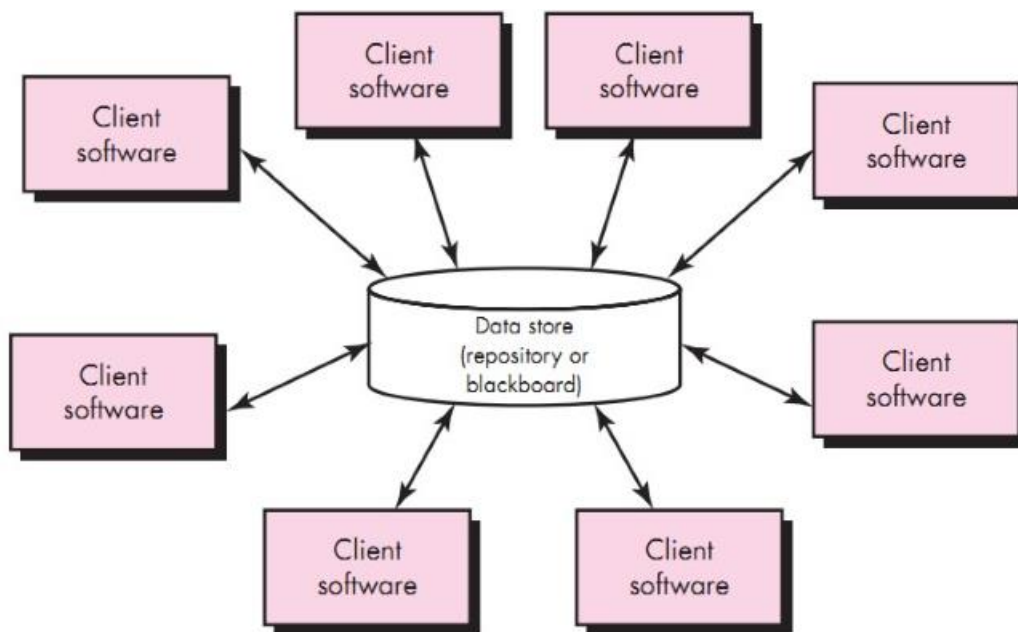 Client
software
Client
software
Client
software
Client
software
Data store
(repository or
blackboard)
Client
software
Client
software
Client
software
Client
software